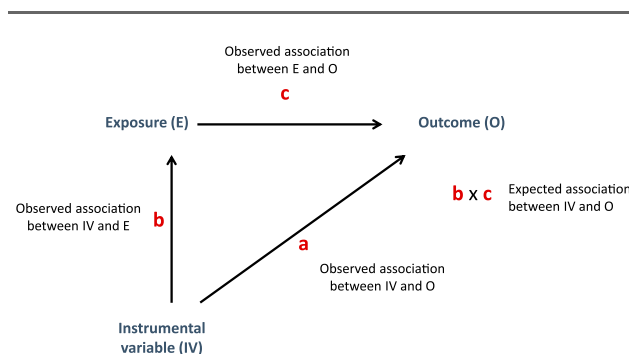 Observed association
between E and O
c
Exposure (E)
Outcome (O)
b x c
Expected association
between IV and O
Observed association
between IV and E
b
a
Observed association
between IV and O
Instrumental
variable (IV)